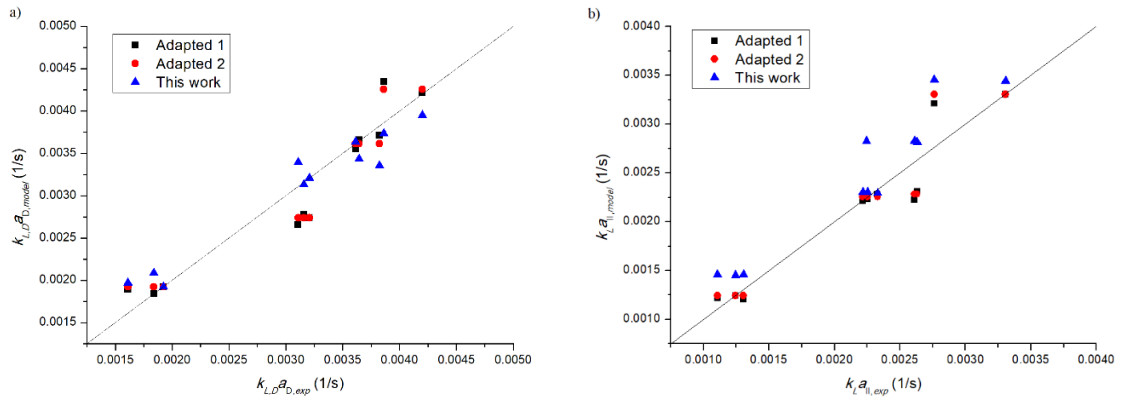 a)
0.0050
0.0045
0.0040
0.0035
0.0030
0.0025
0.0020
0.0015
k_{L,D}a_{D,model} (1/s)
Adapted 1
Adapted 2
This work
0.0015 0.0020 0.0025 0.0030 0.0035 0.0040 0.0045 0.0050
k_{L,D}a_{D,exp} (1/s)
b)
0.0040
0.0035
0.0030
0.0025
0.0020
0.0015
0.0010
k_La_{II,model} (1/s)
Adapted 1
Adapted 2
This work
0.0010 0.0015 0.0020 0.0025 0.0030 0.0035 0.0040
k_La_{II,exp} (1/s)